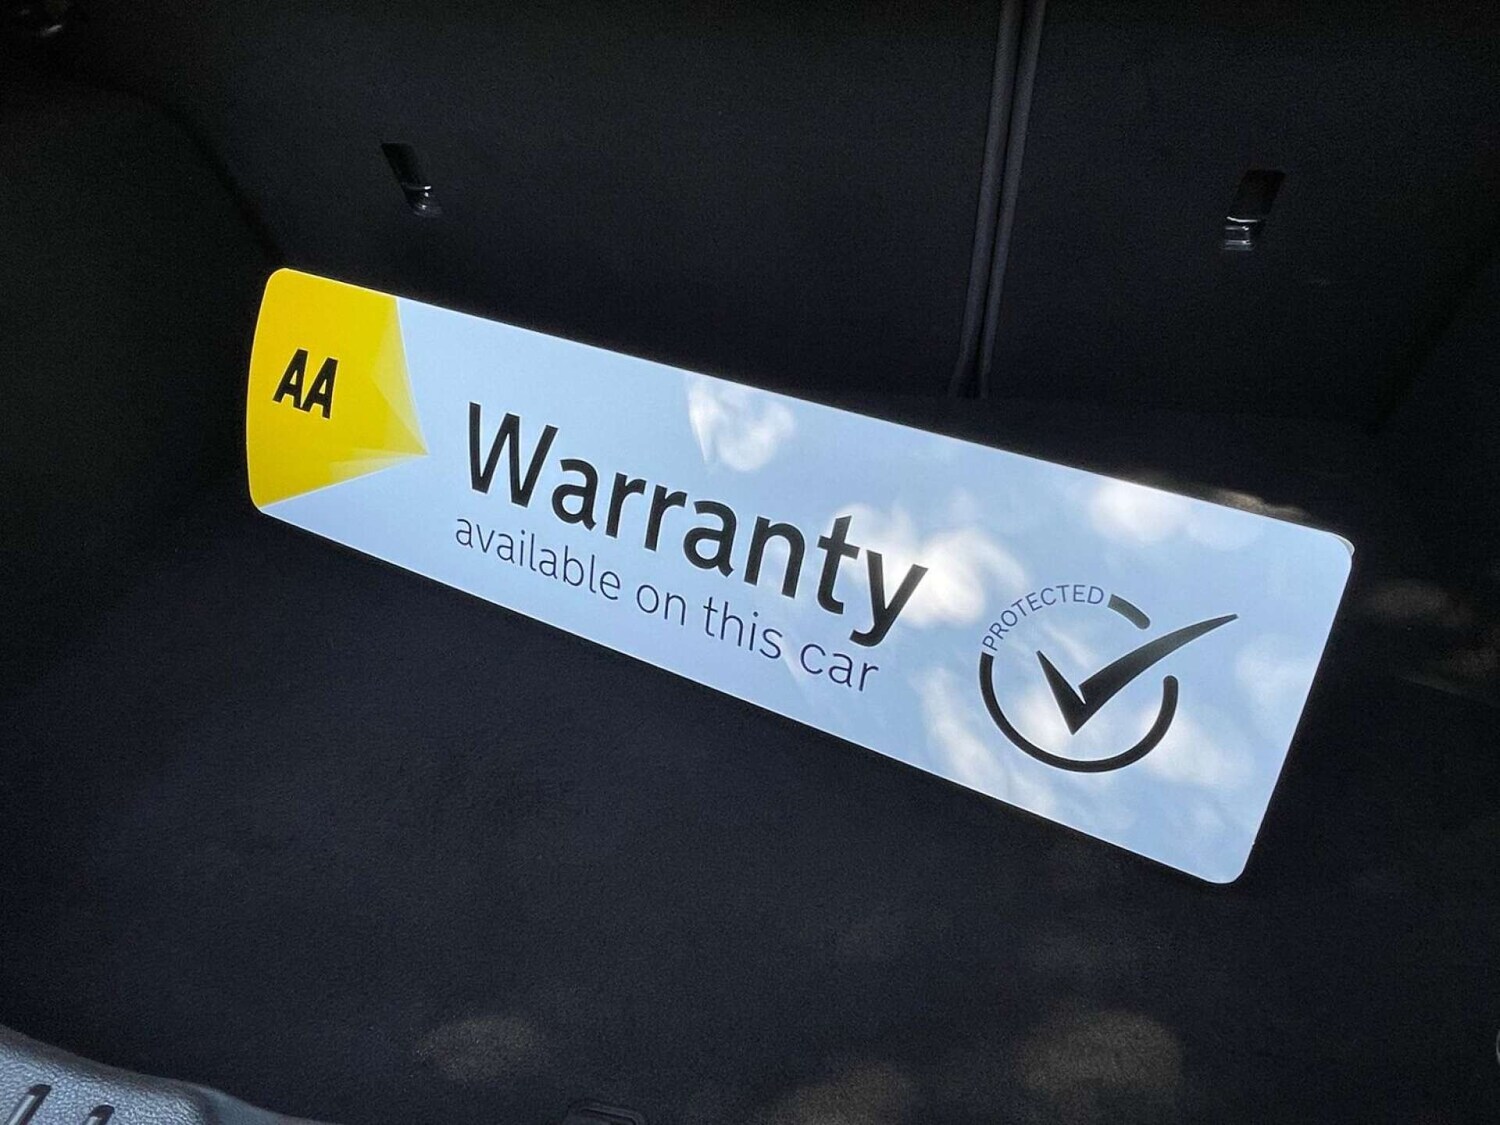 AA
Warranty
available on this car
PROTECTED